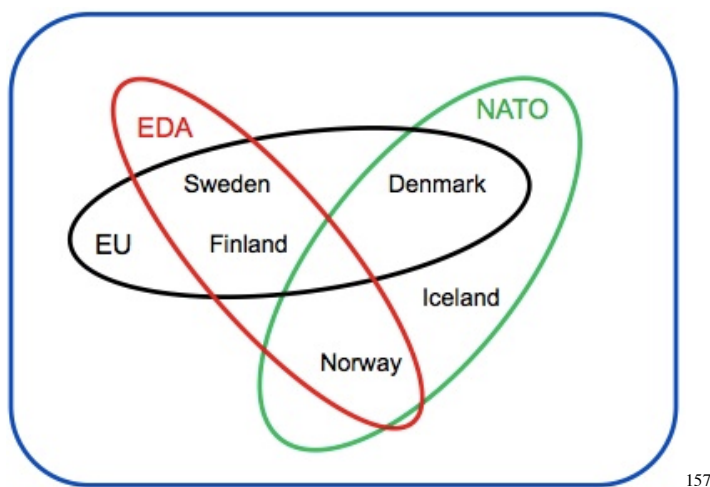 NATO
EDA
Sweden
Denmark
EU
Finland
Iceland
Norway
157